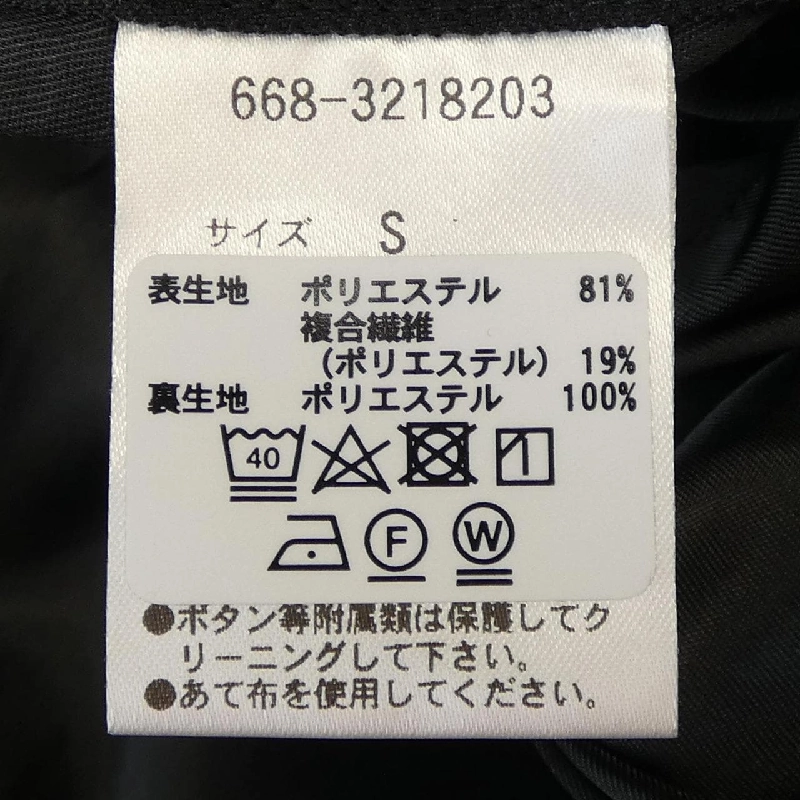 668-3218203
サイズ S
表生地 ポリエステル 81%
複合繊維
(ポリエステル) 19%
裏生地 ポリエステル 100%
40
F W
●ボタン等附属類は保護してク
リーニングして下さい。
●あて布を使用してください。